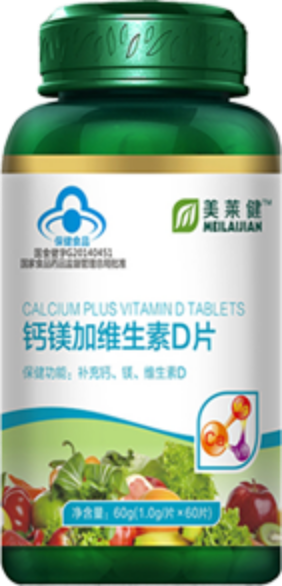 美莱健™
MEILAIJIAN
保健食品
国食健字G20140451
国家食品药品监督管理总局批准
CALCIUM PLUS VITAMIN D TABLETS
钙镁加维生素D片
保健功能：补充钙、镁、维生素D
Mg
Ca
净含量：60g(1.0g/片×60片)